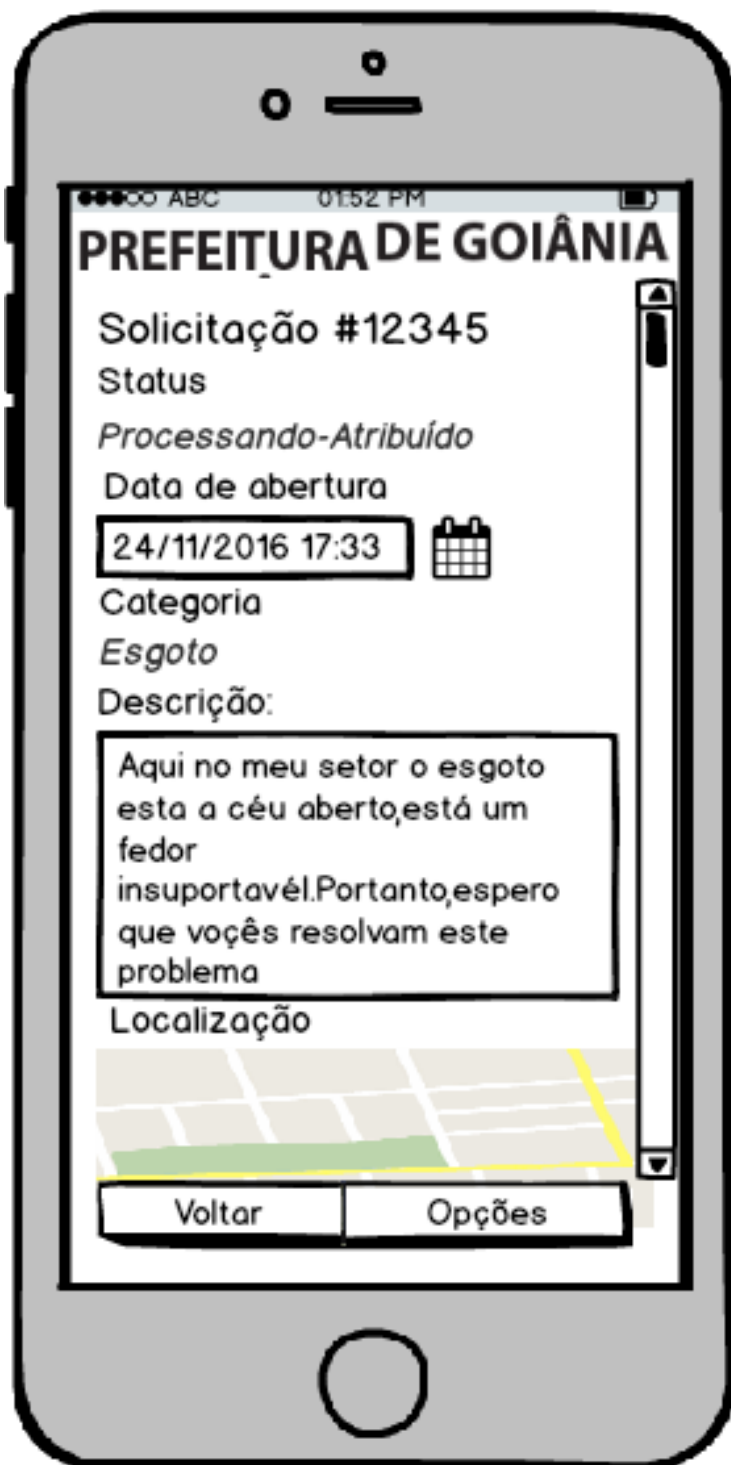 ABC 01:52 PM
PREFEITURA DE GOIÂNIA
Solicitação #12345
Status
Processando-Atribuído
Data de abertura
24/11/2016 17:33
Categoria
Esgoto
Descrição:
Aqui no meu setor o esgoto
esta a céu aberto,está um
fedor
insuportavél.Portanto,espero
que voçês resolvam este
problema
Localização
Voltar Opções